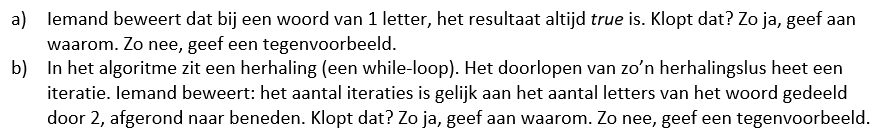 a) Iemand beweert dat bij een woord van 1 letter, het resultaat altijd true is. Klopt dat? Zo ja, geef aan
waarom. Zo nee, geef een tegenvoorbeeld.
b) In het algoritme zit een herhaling (een while-loop). Het doorlopen van zo’n herhalingslus heet een
iteratie. Iemand beweert: het aantal iteraties is gelijk aan het aantal letters van het woord gedeeld
door 2, afgerond naar beneden. Klopt dat? Zo ja, geef aan waarom. Zo nee, geef een tegenvoorbeeld.